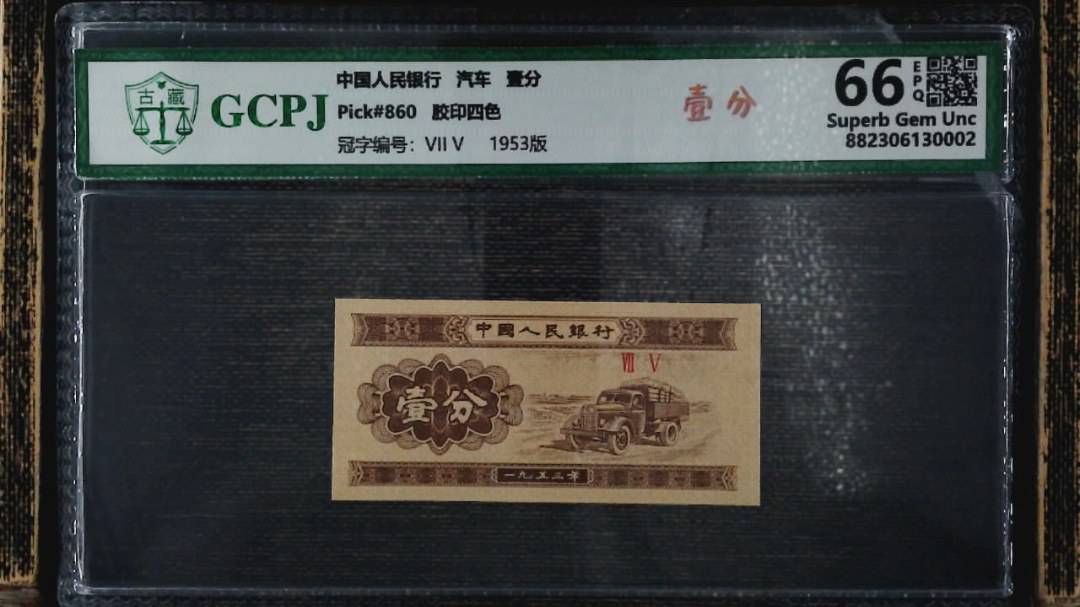 古 藏
GCPJ
中国人民银行 汽车 壹分
Pick#860 胶印四色
冠字编号: VII V 1953版
壹分
66 EPQ
Superb Gem Unc
882306130002
中國人民銀行
VII V
壹分
一九五三年